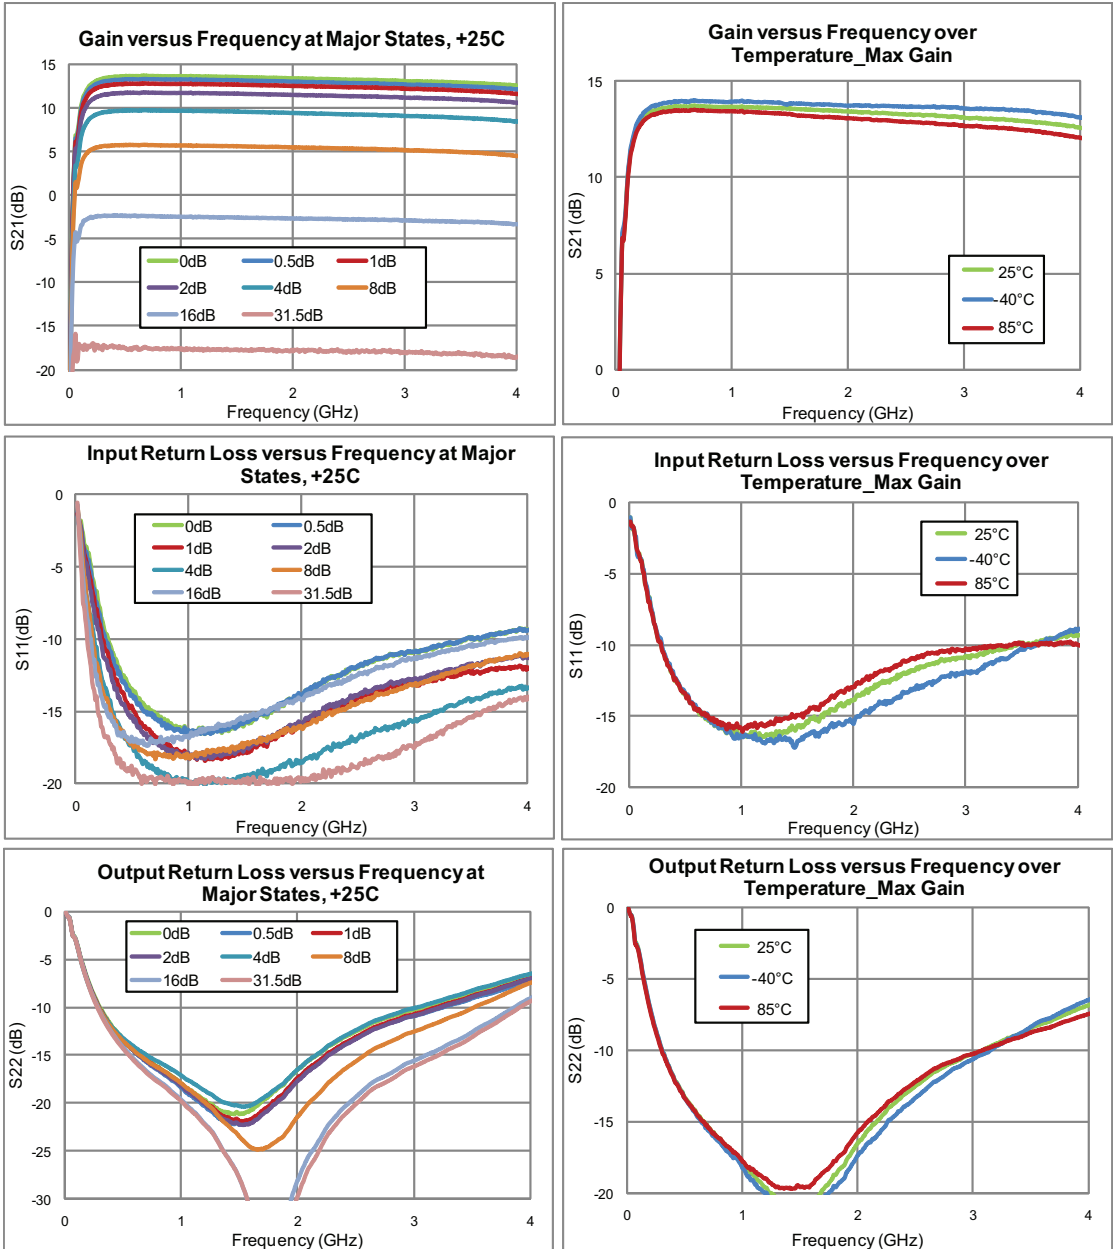 Gain versus Frequency at Major States, +25C
S21(dB)
15
10
5
0
-5
-10
-15
-20
0dB 0.5dB 1dB
2dB 4dB 8dB
16dB 31.5dB
0 1 2 3 4
Frequency (GHz)
Gain versus Frequency over
Temperature_Max Gain
S21 (dB)
15
10
5
0
25°C
-40°C
85°C
0 1 2 3 4
Frequency (GHz)
Input Return Loss versus Frequency at Major
States, +25C
S11(dB)
0
-5
-10
-15
-20
0dB 0.5dB
1dB 2dB
4dB 8dB
16dB 31.5dB
0 1 2 3 4
Frequency (GHz)
Input Return Loss versus Frequency over
Temperature_Max Gain
S11 (dB)
0
-5
-10
-15
-20
25°C
-40°C
85°C
0 1 2 3 4
Frequency (GHz)
Output Return Loss versus Frequency at
Major States, +25C
S22 (dB)
0
-5
-10
-15
-20
-25
-30
0dB 0.5dB 1dB
2dB 4dB 8dB
16dB 31.5dB
0 1 2 3 4
Frequency (GHz)
Output Return Loss versus Frequency over
Temperature_Max Gain
S22 (dB)
0
-5
-10
-15
-20
25°C
-40°C
85°C
0 1 2 3 4
Frequency (GHz)